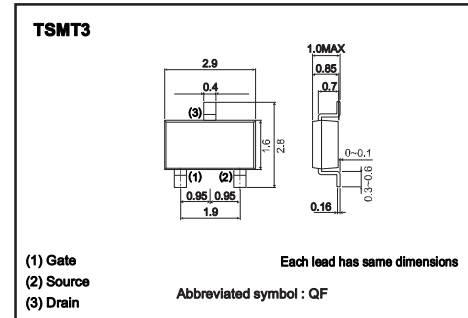 TSMT3
1.0MAX
2.9
0.85
0.4
0.7
(3)
1.6
2.8
0~0.1
(1)
(2)
0.3~0.6
0.95
0.95
0.16
1.9
(1) Gate
Each lead has same dimensions
(2) Source
Abbreviated symbol : QF
(3) Drain